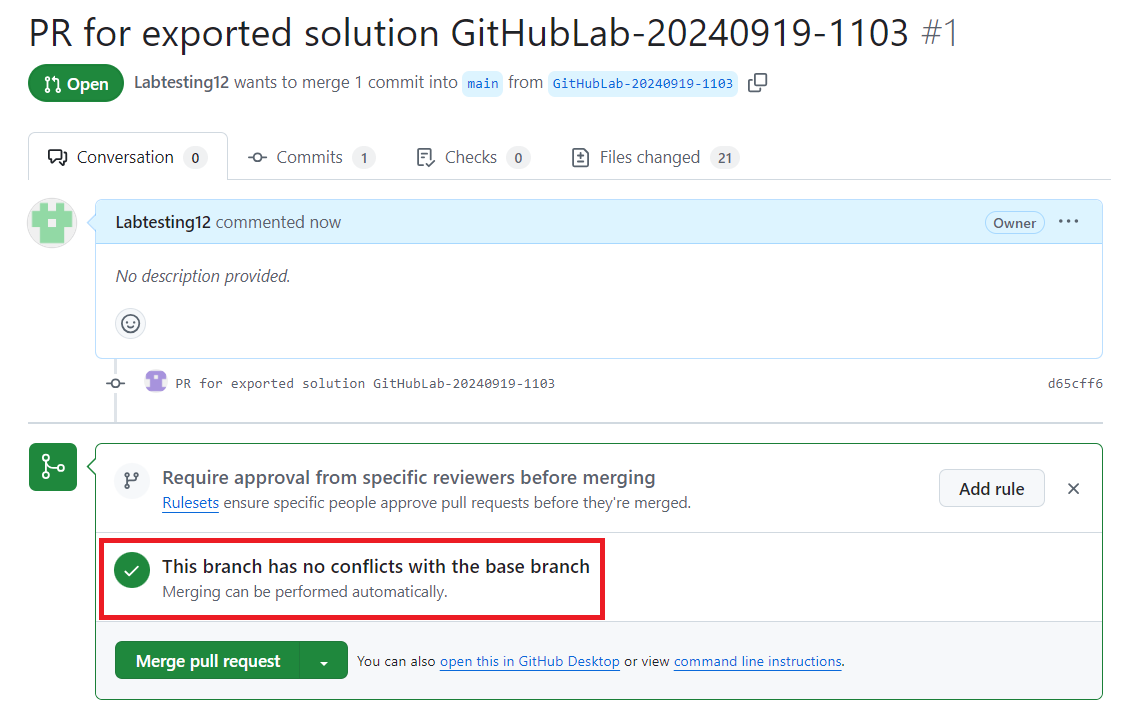 PR for exported solution GitHubLab-20240919-1103 #1
Open Labtesting12 wants to merge 1 commit into main from GitHubLab-20240919-1103
Conversation 0 Commits 1 Checks 0 Files changed 21
Labtesting12 commented now Owner
No description provided.
PR for exported solution GitHubLab-20240919-1103 d65cff6
Require approval from specific reviewers before merging
Rulesets ensure specific people approve pull requests before they're merged.
Add rule
This branch has no conflicts with the base branch
Merging can be performed automatically.
Merge pull request You can also open this in GitHub Desktop or view command line instructions.